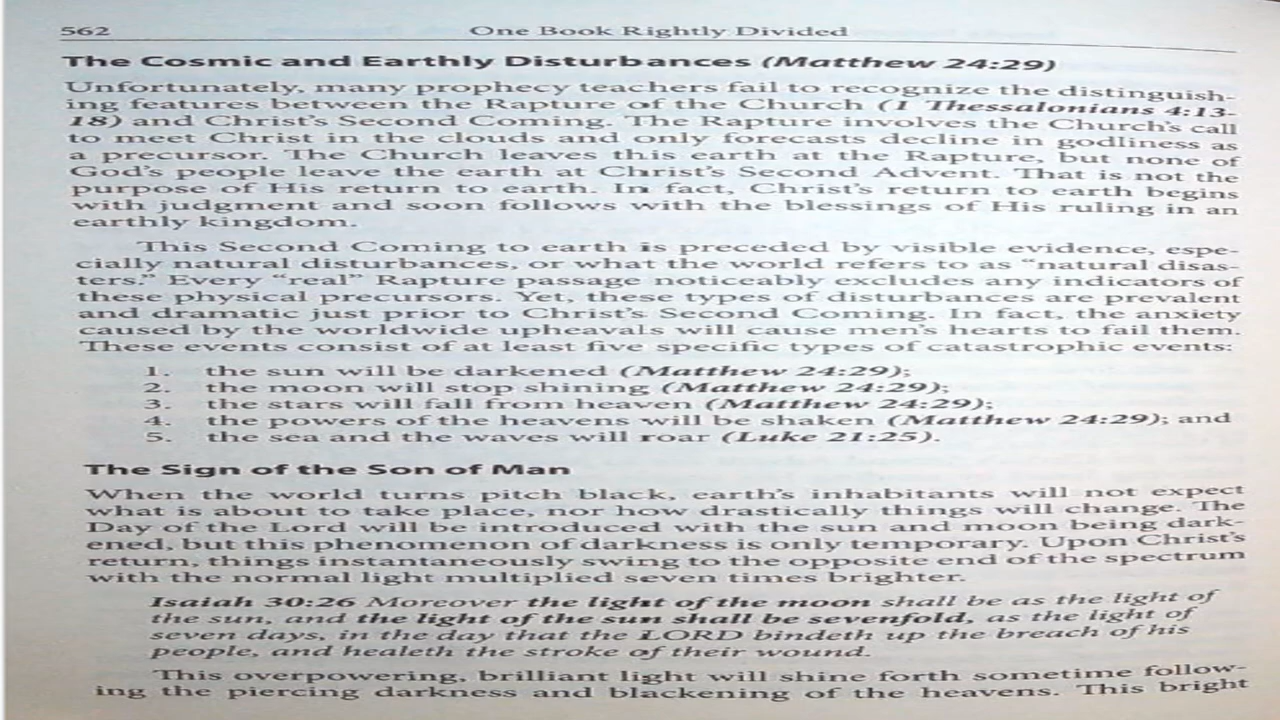 562
One Book Rightly Divided
The Cosmic and Earthly Disturbances (Matthew 24:29)
Unfortunately, many prophecy teachers fail to recognize the distinguish-
ing features between the Rapture of the Church (1 Thessalonians 4:13-
18) and Christ's Second Coming. The Rapture involves the Church's call
to meet Christ in the clouds and only forecasts decline in godliness as
a precursor. The Church leaves this earth at the Rapture, but none of
God's people leave the earth at Christ's Second Advent. That is not the
purpose of His return to earth. In fact, Christ's return to earth begins
with judgment and soon follows with the blessings of His ruling in an
earthly kingdom.
This Second Coming to earth is preceded by visible evidence, espe-
cially natural disturbances, or what the world refers to as "natural disas-
ters." Every "real" Rapture passage noticeably excludes any indicators of
these physical precursors. Yet, these types of disturbances are prevalent
and dramatic just prior to Christ's Second Coming. In fact, the anxiety
caused by the worldwide upheavals will cause men's hearts to fail them.
These events consist of at least five specific types of catastrophic events:
1. the sun will be darkened (Matthew 24:29);
2. the moon will stop shining (Matthew 24:29);
3. the stars will fall from heaven (Matthew 24:29);
4. the powers of the heavens will be shaken (Matthew 24:29); and
5. the sea and the waves will roar (Luke 21:25).
The Sign of the Son of Man
When the world turns pitch black, earth's inhabitants will not expect
what is about to take place, nor how drastically things will change. The
Day of the Lord will be introduced with the sun and moon being dark-
ened, but this phenomenon of darkness is only temporary. Upon Christ's
return, things instantaneously swing to the opposite end of the spectrum
with the normal light multiplied seven times brighter.
Isaiah 30:26 Moreover the light of the moon shall be as the light of
the sun, and the light of the sun shall be sevenfold, as the light of
seven days, in the day that the LORD bindeth up the breach of his
people, and healeth the stroke of their wound.
This overpowering, brilliant light will shine forth sometime follow-
ing the piercing darkness and blackening of the heavens. This bright